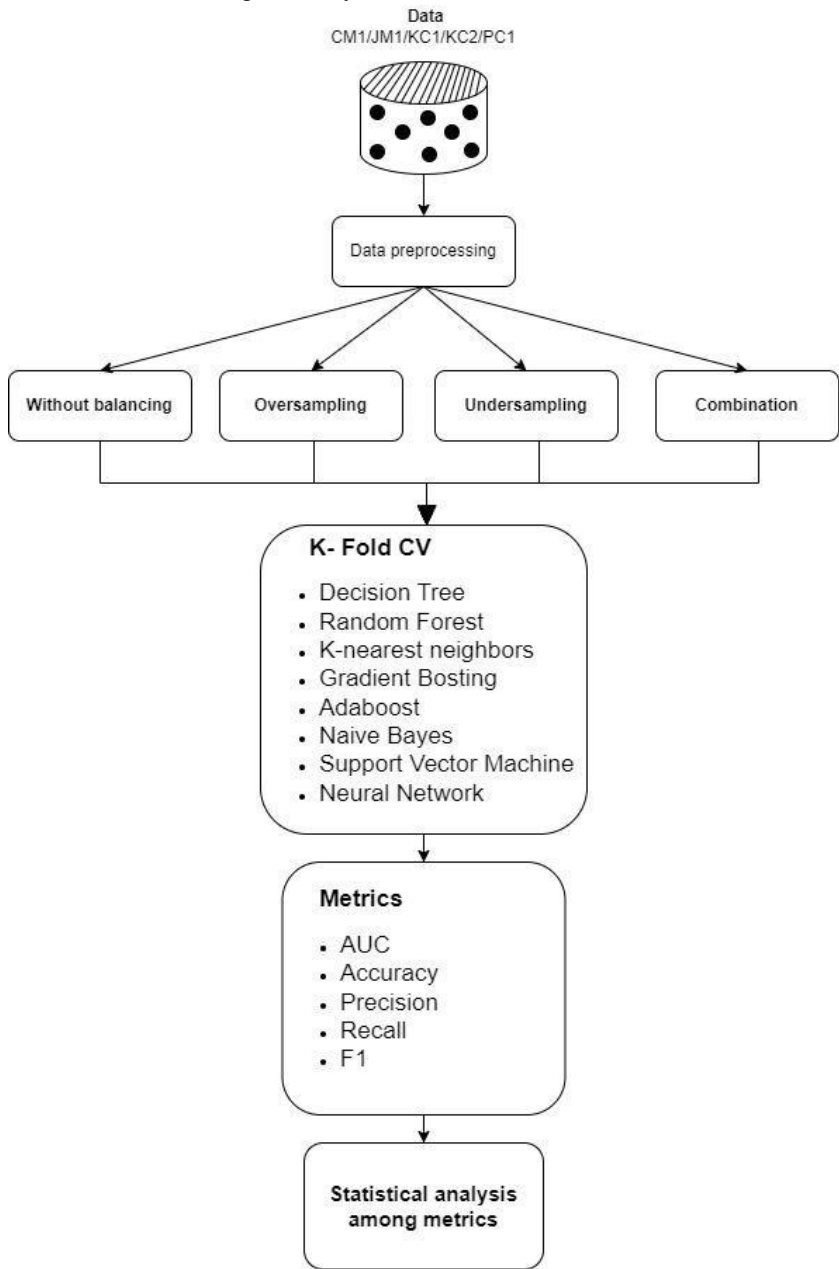 Data
CM1/JM1/KC1/KC2/PC1
Data preprocessing
Without balancing
Oversampling
Undersampling
Combination
K- Fold CV
• Decision Tree
• Random Forest
• K-nearest neighbors
• Gradient Bosting
• Adaboost
• Naive Bayes
• Support Vector Machine
• Neural Network
Metrics
• AUC
• Accuracy
• Precision
• Recall
• F1
Statistical analysis
among metrics